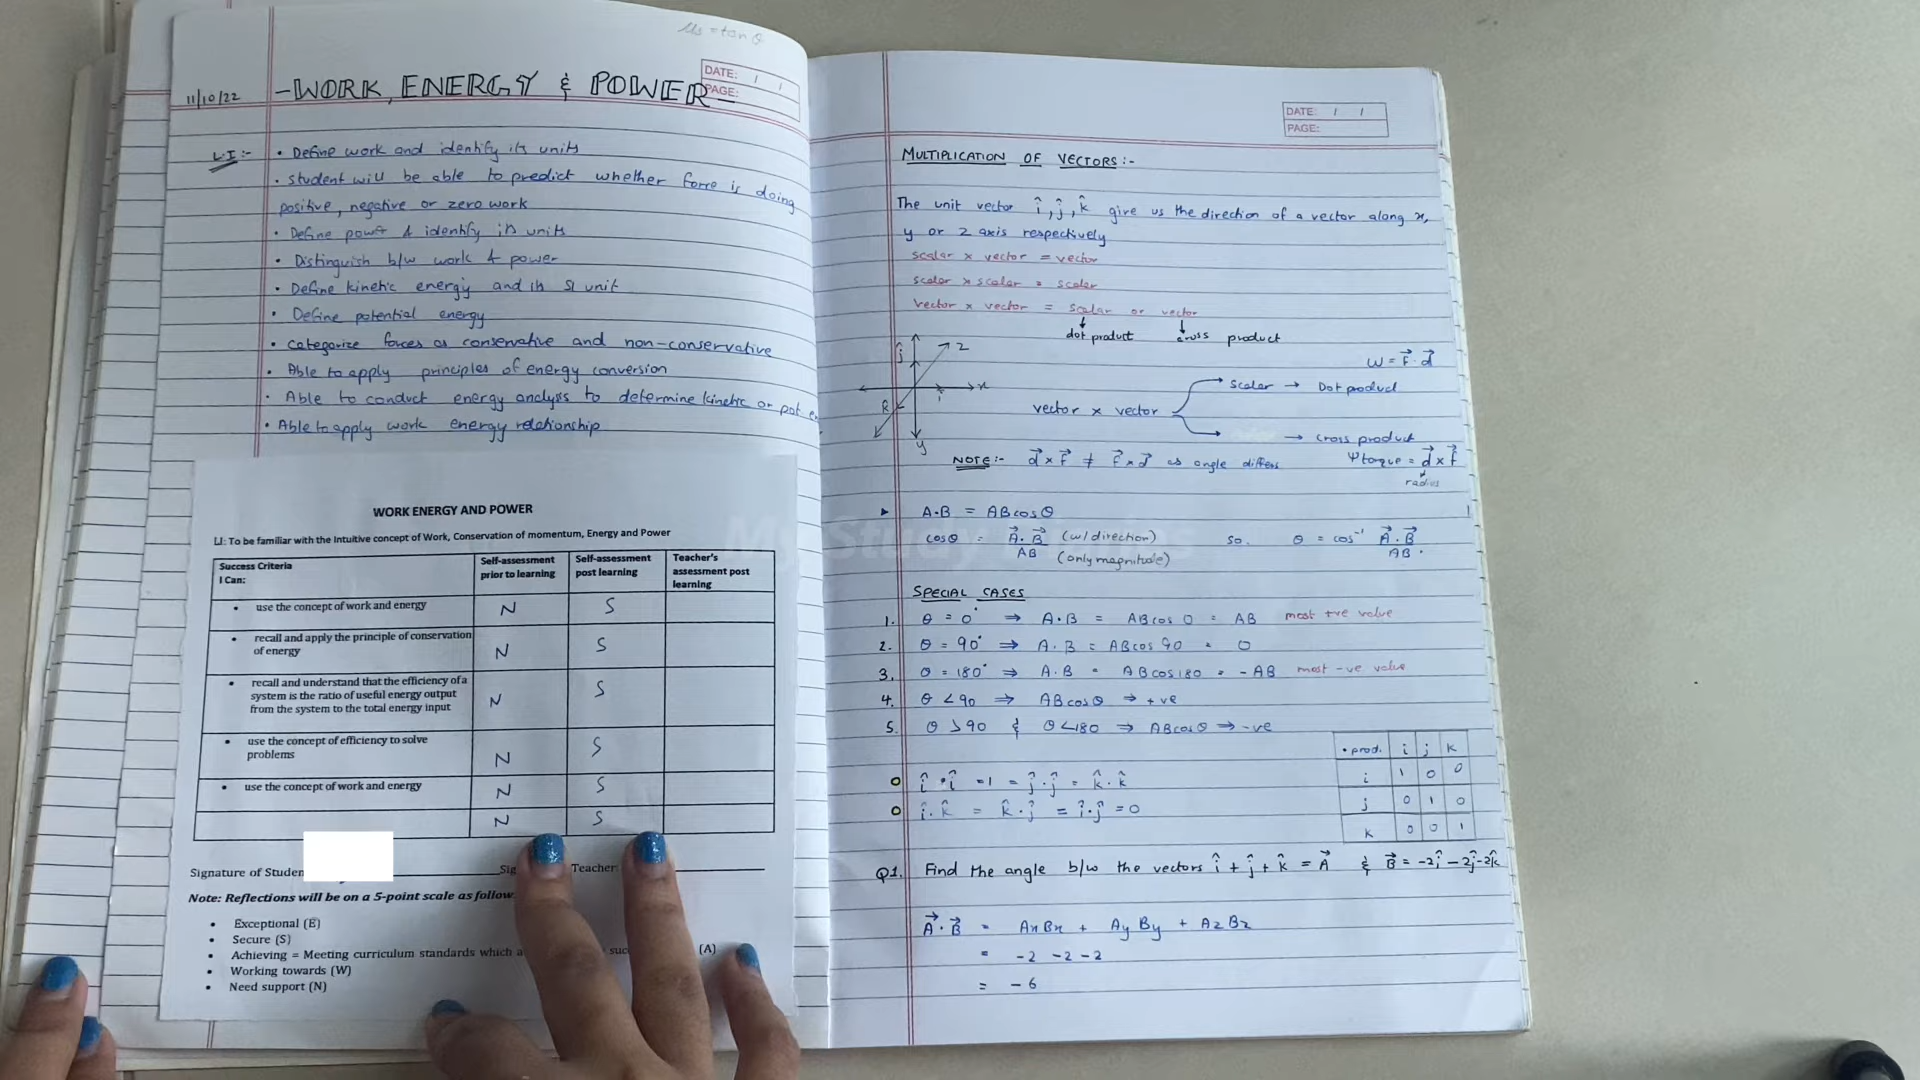 μs = tan θ
11/10/22
-WORK, ENERGY & POWER-
DATE: / /
PAGE:
L.I :-
• Define work and identify its units
• student will be able to predict whether force is doing
positive, negative or zero work
• Define power & identify its units
• Distinguish b/w work & power
• Define kinetic energy and its SI unit
• Define potential energy
• Categorize forces as conservative and non-conservative
• Able to apply principles of energy conversion
• Able to conduct energy analysis to determine kinetic or pot. e
• Able to apply work energy relationship
WORK ENERGY AND POWER
LI: To be familiar with the Intuitive concept of Work, Conservation of momentum, Energy and Power
Success Criteria
I Can:
Self-assessment prior to learning
Self-assessment post learning
Teacher's assessment post learning
• use the concept of work and energy N S
• recall and apply the principle of conservation
of energy N S
• recall and understand that the efficiency of a
system is the ratio of useful energy output
from the system to the total energy input N S
• use the concept of efficiency to solve
problems N S
• use the concept of work and energy N S
N S
Signature of Studen Sig Teacher:
Note: Reflections will be on a 5-point scale as follow
• Exceptional (E)
• Secure (S)
• Achieving = Meeting curriculum standards which a suc (A)
• Working towards (W)
• Need support (N)
DATE: / /
PAGE:
MULTIPLICATION OF VECTORS :-
The unit vector î, ĵ, k̂ give us the direction of a vector along x,
y or z axis respectively
scalar × vector = vector
scalar × scalar = scalar
vector × vector = scalar or vector
↓ dot product ↓ cross product
j z x i k y
W = F⃗ · d⃗
vector × vector → scalar → Dot product
→ → cross product
NOTE:- d⃗ × F⃗ ≠ F⃗ × d⃗ as angle differs
torque = d⃗ × f⃗
radius
▸ A·B = AB cos θ
cos θ = A⃗ · B⃗ (w/ direction) so. θ = cos⁻¹ A⃗ · B⃗
AB (only magnitude) AB .
SPECIAL CASES
1. θ = 0° ⇒ A·B = AB cos 0 = AB most +ve value
2. θ = 90° ⇒ A·B = AB cos 90 = 0
3. θ = 180° ⇒ A·B = AB cos 180 = -AB most -ve value
4. θ < 90 ⇒ AB cos θ ⇒ +ve
5. θ > 90 & θ < 180 ⇒ AB cos θ ⇒ -ve
• prod. i j k
i 1 0 0
j 0 1 0
k 0 0 1
î · î = 1 = ĵ · ĵ = k̂ · k̂
î · k̂ = k̂ · ĵ = î · ĵ = 0
Q1. Find the angle b/w the vectors î + ĵ + k̂ = A⃗ & B⃗ = -2î - 2ĵ - 2k̂
A⃗ · B⃗ = AxBx + AyBy + AzBz
= -2 -2 -2
= -6